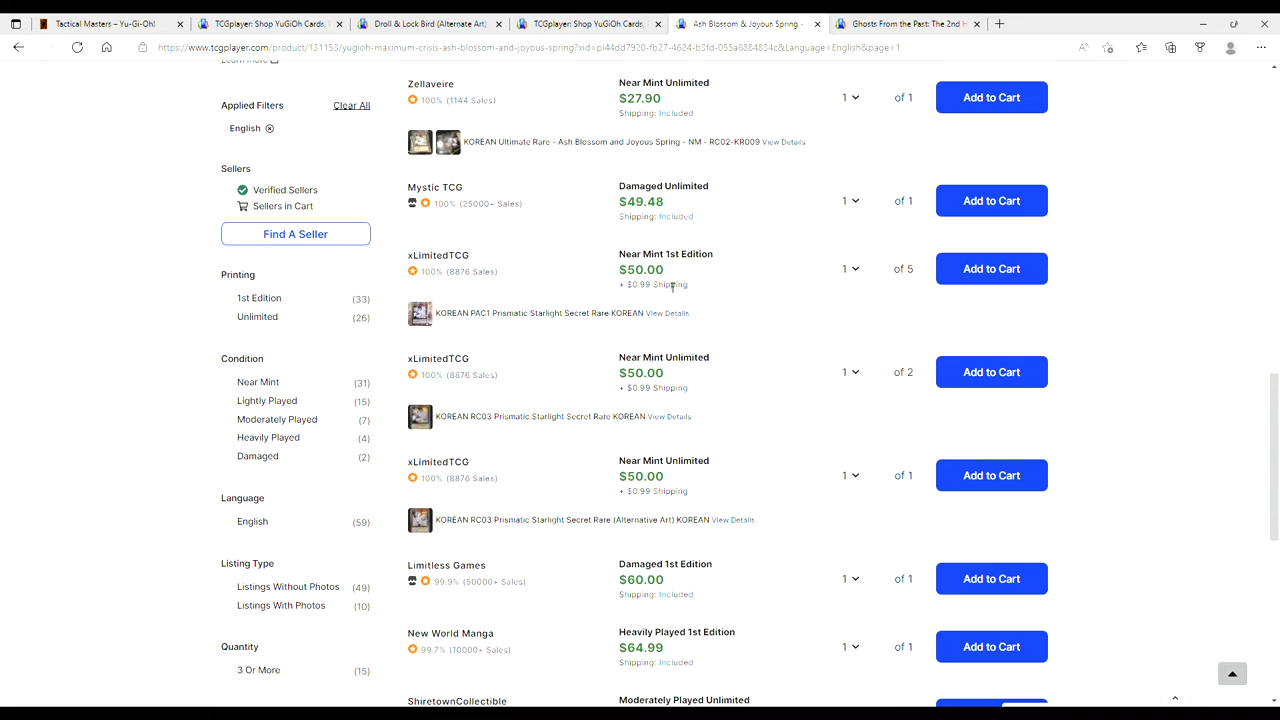 Tactical Masters – Yu-Gi-Oh!
TCGplayer: Shop YuGiOh Cards,
Droll & Lock Bird (Alternate Art)
TCGplayer: Shop YuGiOh Cards,
Ash Blossom & Joyous Spring -
Ghosts From the Past: The 2nd H
https://www.tcgplayer.com/product/131153/yugioh-maximum-crisis-ash-blossom-and-joyous-spring?xid=pi44dd7920-fb27-4624-b3fd-055a6884834c&Language=English&page=1
Learn more
Applied Filters
Clear All
English
Sellers
Verified Sellers
Sellers in Cart
Find A Seller
Printing
1st Edition (33)
Unlimited (26)
Condition
Near Mint (31)
Lightly Played (15)
Moderately Played (7)
Heavily Played (4)
Damaged (2)
Language
English (59)
Listing Type
Listings Without Photos (49)
Listings With Photos (10)
Quantity
3 Or More (15)
Zellaveire
100% (1144 Sales)
Near Mint Unlimited
$27.90
Shipping: Included
1 of 1
Add to Cart
KOREAN Ultimate Rare - Ash Blossom and Joyous Spring - NM - RC02-KR009 View Details
Mystic TCG
100% (25000+ Sales)
Damaged Unlimited
$49.48
Shipping: Included
1 of 1
Add to Cart
xLimitedTCG
100% (8876 Sales)
Near Mint 1st Edition
$50.00
+ $0.99 Shipping
1 of 5
Add to Cart
KOREAN PAC1 Prismatic Starlight Secret Rare KOREAN View Details
xLimitedTCG
100% (8876 Sales)
Near Mint Unlimited
$50.00
+ $0.99 Shipping
1 of 2
Add to Cart
KOREAN RC03 Prismatic Starlight Secret Rare KOREAN View Details
xLimitedTCG
100% (8876 Sales)
Near Mint Unlimited
$50.00
+ $0.99 Shipping
1 of 1
Add to Cart
KOREAN RC03 Prismatic Starlight Secret Rare (Alternative Art) KOREAN View Details
Limitless Games
99.9% (50000+ Sales)
Damaged 1st Edition
$60.00
Shipping: Included
1 of 1
Add to Cart
New World Manga
99.7% (10000+ Sales)
Heavily Played 1st Edition
$64.99
Shipping: Included
1 of 1
Add to Cart
ShiretownCollectible
Moderately Played Unlimited